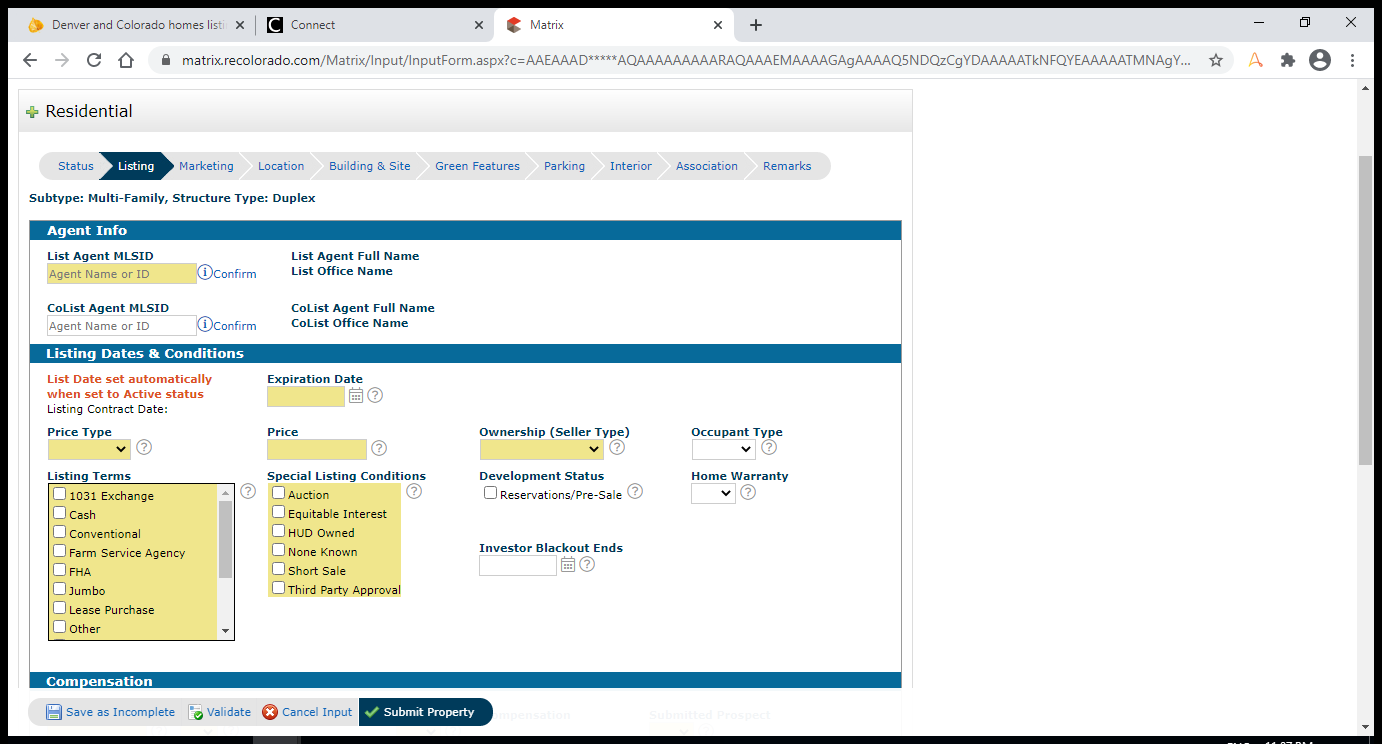 Denver and Colorado homes listi
Connect
Matrix
matrix.recolorado.com/Matrix/Input/InputForm.aspx?c=AAEAAAD*****AQAAAAAAAAARAQAAAEMAAAAGAgAAAAQ5NDQzCgYDAAAAATkNFQYEAAAAATMNAgY...
Residential
Status Listing Marketing Location Building & Site Green Features Parking Interior Association Remarks
Subtype: Multi-Family, Structure Type: Duplex
Agent Info
List Agent MLSID
Agent Name or ID
Confirm
List Agent Full Name
List Office Name
CoList Agent MLSID
Agent Name or ID
Confirm
CoList Agent Full Name
CoList Office Name
Listing Dates & Conditions
List Date set automatically
when set to Active status
Listing Contract Date:
Expiration Date
Price Type
Price
Ownership (Seller Type)
Occupant Type
Listing Terms
1031 Exchange
Cash
Conventional
Farm Service Agency
FHA
Jumbo
Lease Purchase
Other
Special Listing Conditions
Auction
Equitable Interest
HUD Owned
None Known
Short Sale
Third Party Approval
Development Status
Reservations/Pre-Sale
Home Warranty
Investor Blackout Ends
Compensation
Save as Incomplete Validate Cancel Input Submit Property
Submitted Prospect